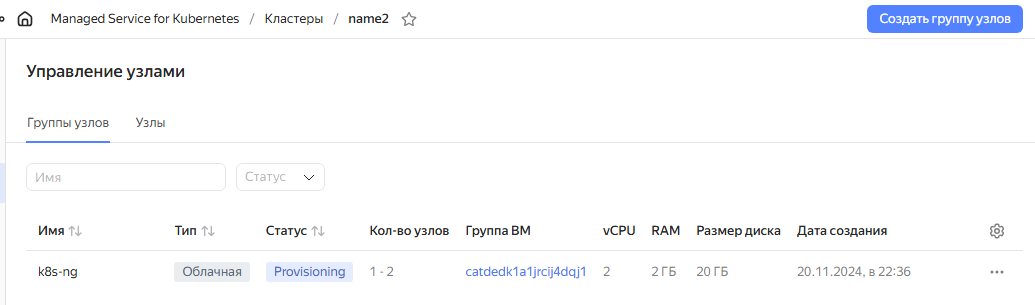 Managed Service for Kubernetes / Кластеры / name2
Создать группу узлов
Управление узлами
Группы узлов Узлы
Имя Статус
Имя Тип Статус Кол-во узлов Группа ВМ vCPU RAM Размер диска Дата создания
k8s-ng Облачная Provisioning 1 - 2 catdedk1a1jrcij4dqj1 2 2 ГБ 20 ГБ 20.11.2024, в 22:36